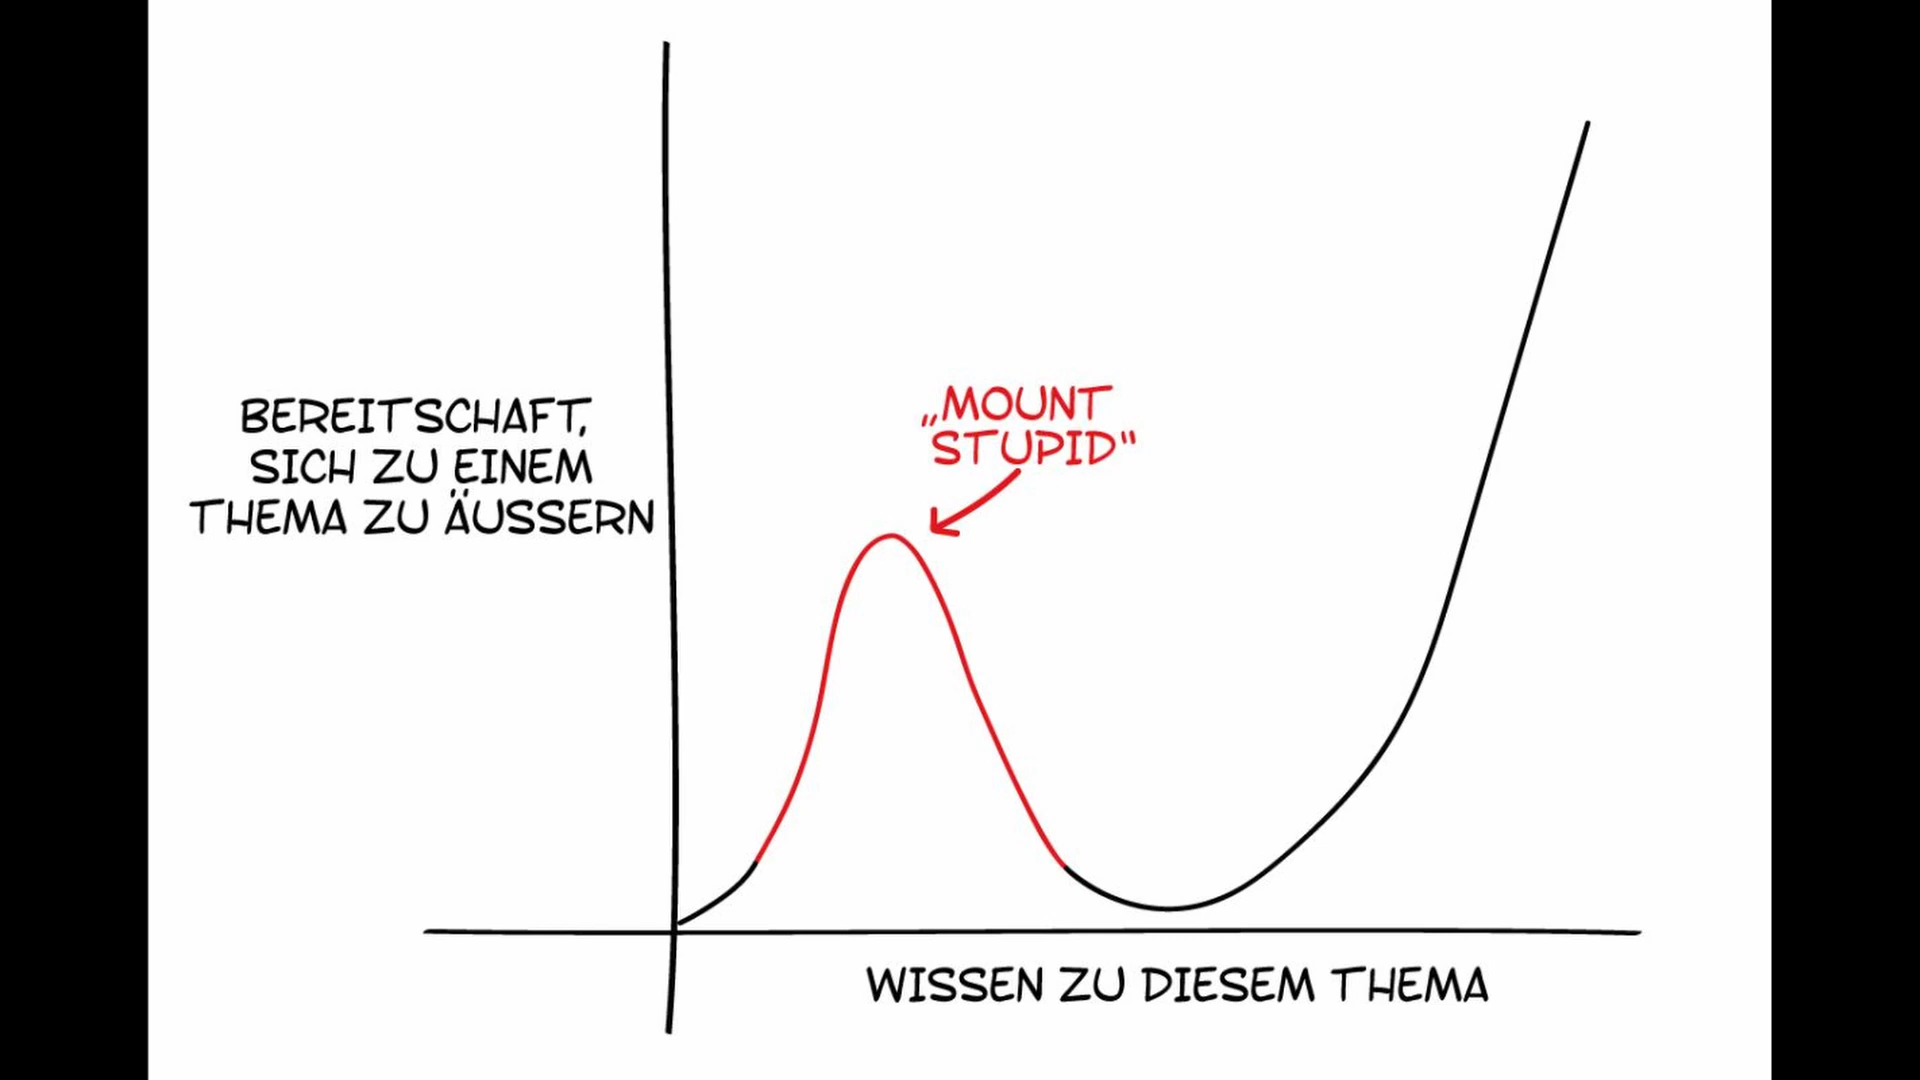 BEREITSCHAFT,
SICH ZU EINEM
THEMA ZU ÄUSSERN
„MOUNT
STUPID“
WISSEN ZU DIESEM THEMA